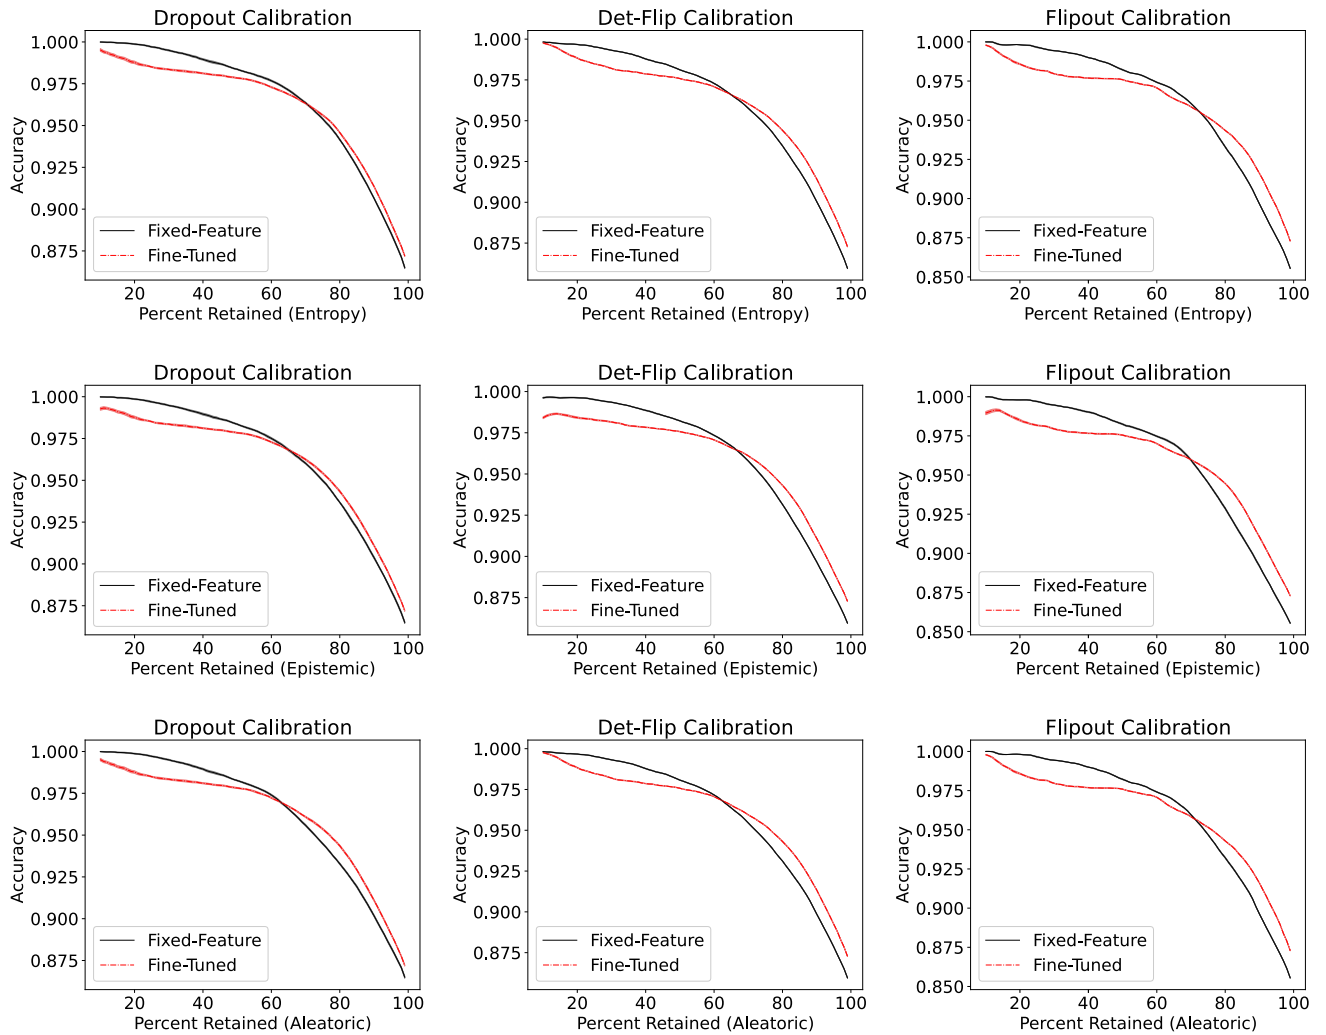 Dropout Calibration
Accuracy
1.000
0.975
0.950
0.925
0.900
0.875
Fixed-Feature
Fine-Tuned
20 40 60 80 100
Percent Retained (Entropy)
Det-Flip Calibration
Accuracy
1.000
0.975
0.950
0.925
0.900
0.875
Fixed-Feature
Fine-Tuned
20 40 60 80 100
Percent Retained (Entropy)
Flipout Calibration
Accuracy
1.000
0.975
0.950
0.925
0.900
0.875
0.850
Fixed-Feature
Fine-Tuned
20 40 60 80 100
Percent Retained (Entropy)
Dropout Calibration
Accuracy
1.000
0.975
0.950
0.925
0.900
0.875
Fixed-Feature
Fine-Tuned
20 40 60 80 100
Percent Retained (Epistemic)
Det-Flip Calibration
Accuracy
1.000
0.975
0.950
0.925
0.900
0.875
Fixed-Feature
Fine-Tuned
20 40 60 80 100
Percent Retained (Epistemic)
Flipout Calibration
Accuracy
1.000
0.975
0.950
0.925
0.900
0.875
0.850
Fixed-Feature
Fine-Tuned
20 40 60 80 100
Percent Retained (Epistemic)
Dropout Calibration
Accuracy
1.000
0.975
0.950
0.925
0.900
0.875
Fixed-Feature
Fine-Tuned
20 40 60 80 100
Percent Retained (Aleatoric)
Det-Flip Calibration
Accuracy
1.000
0.975
0.950
0.925
0.900
0.875
Fixed-Feature
Fine-Tuned
20 40 60 80 100
Percent Retained (Aleatoric)
Flipout Calibration
Accuracy
1.000
0.975
0.950
0.925
0.900
0.875
0.850
Fixed-Feature
Fine-Tuned
20 40 60 80 100
Percent Retained (Aleatoric)